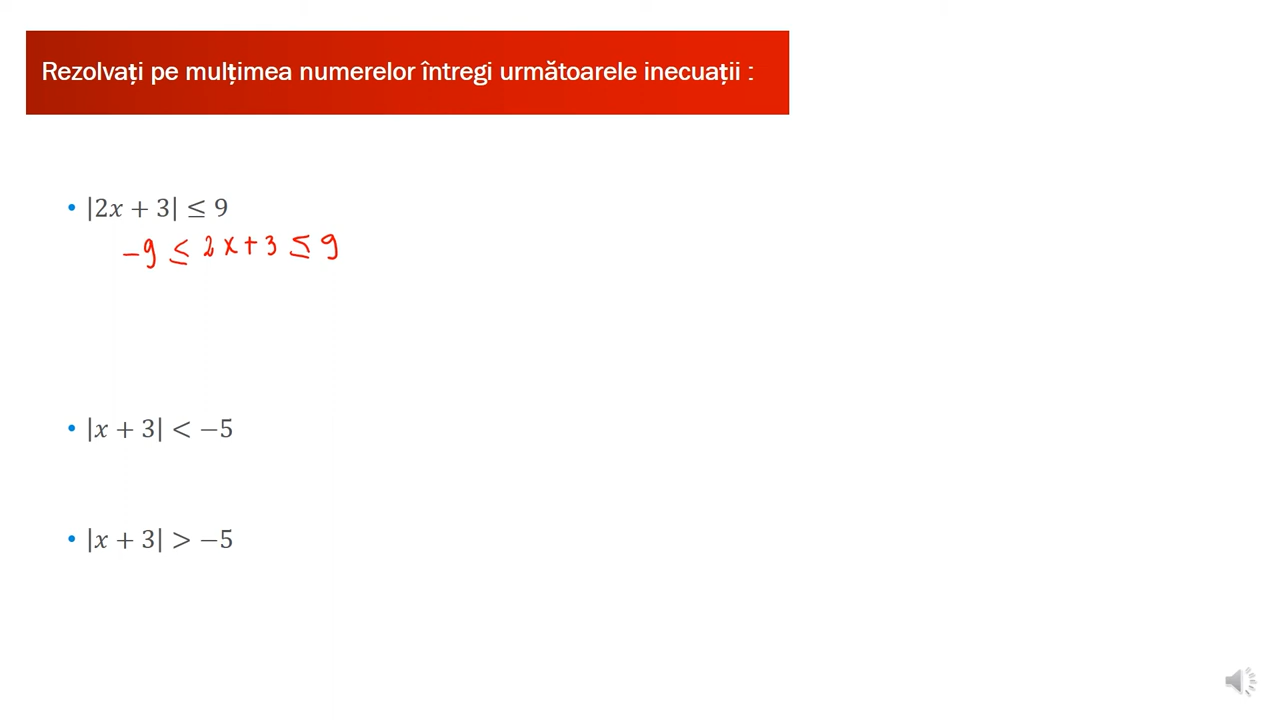 Rezolvați pe mulțimea numerelor întregi următoarele inecuații :
• |2x + 3| ≤ 9
-9 ≤ 2x+3 ≤ 9
• |x + 3| < −5
• |x + 3| > −5